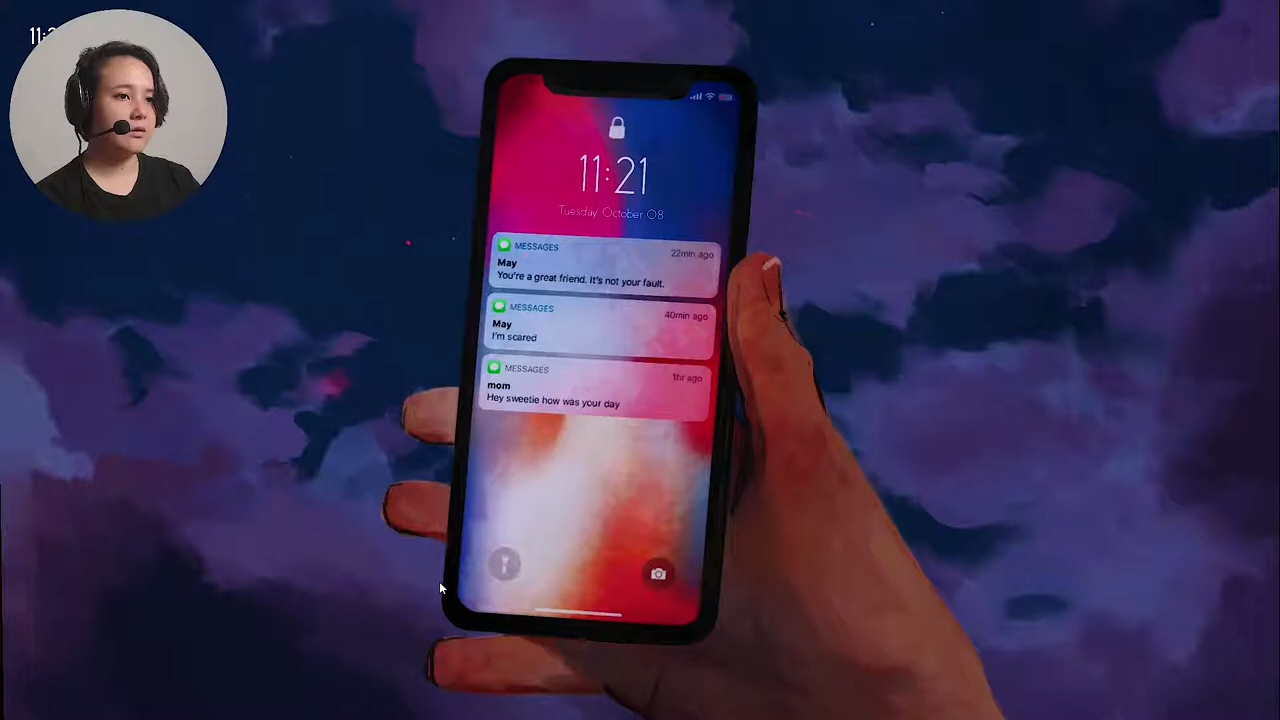 11:21
Tuesday October 08
MESSAGES
22min ago
May
You're a great friend. It's not your fault.
MESSAGES
40min ago
May
I'm scared
MESSAGES
1hr ago
mom
Hey sweetie how was your day